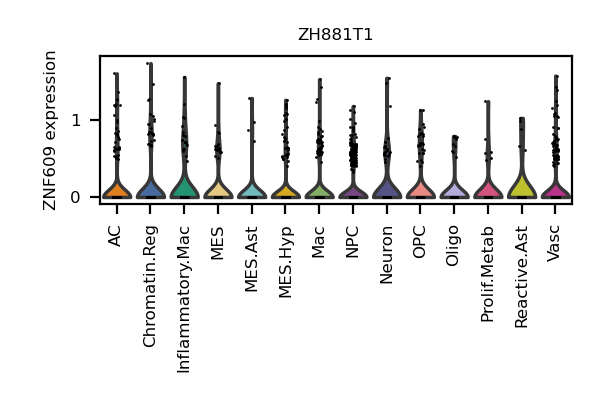 ZH881T1
ZNF609 expression
1
0
AC
Chromatin.Reg
Inflammatory.Mac
MES
MES.Ast
MES.Hyp
Mac
NPC
Neuron
OPC
Oligo
Prolif.Metab
Reactive.Ast
Vasc